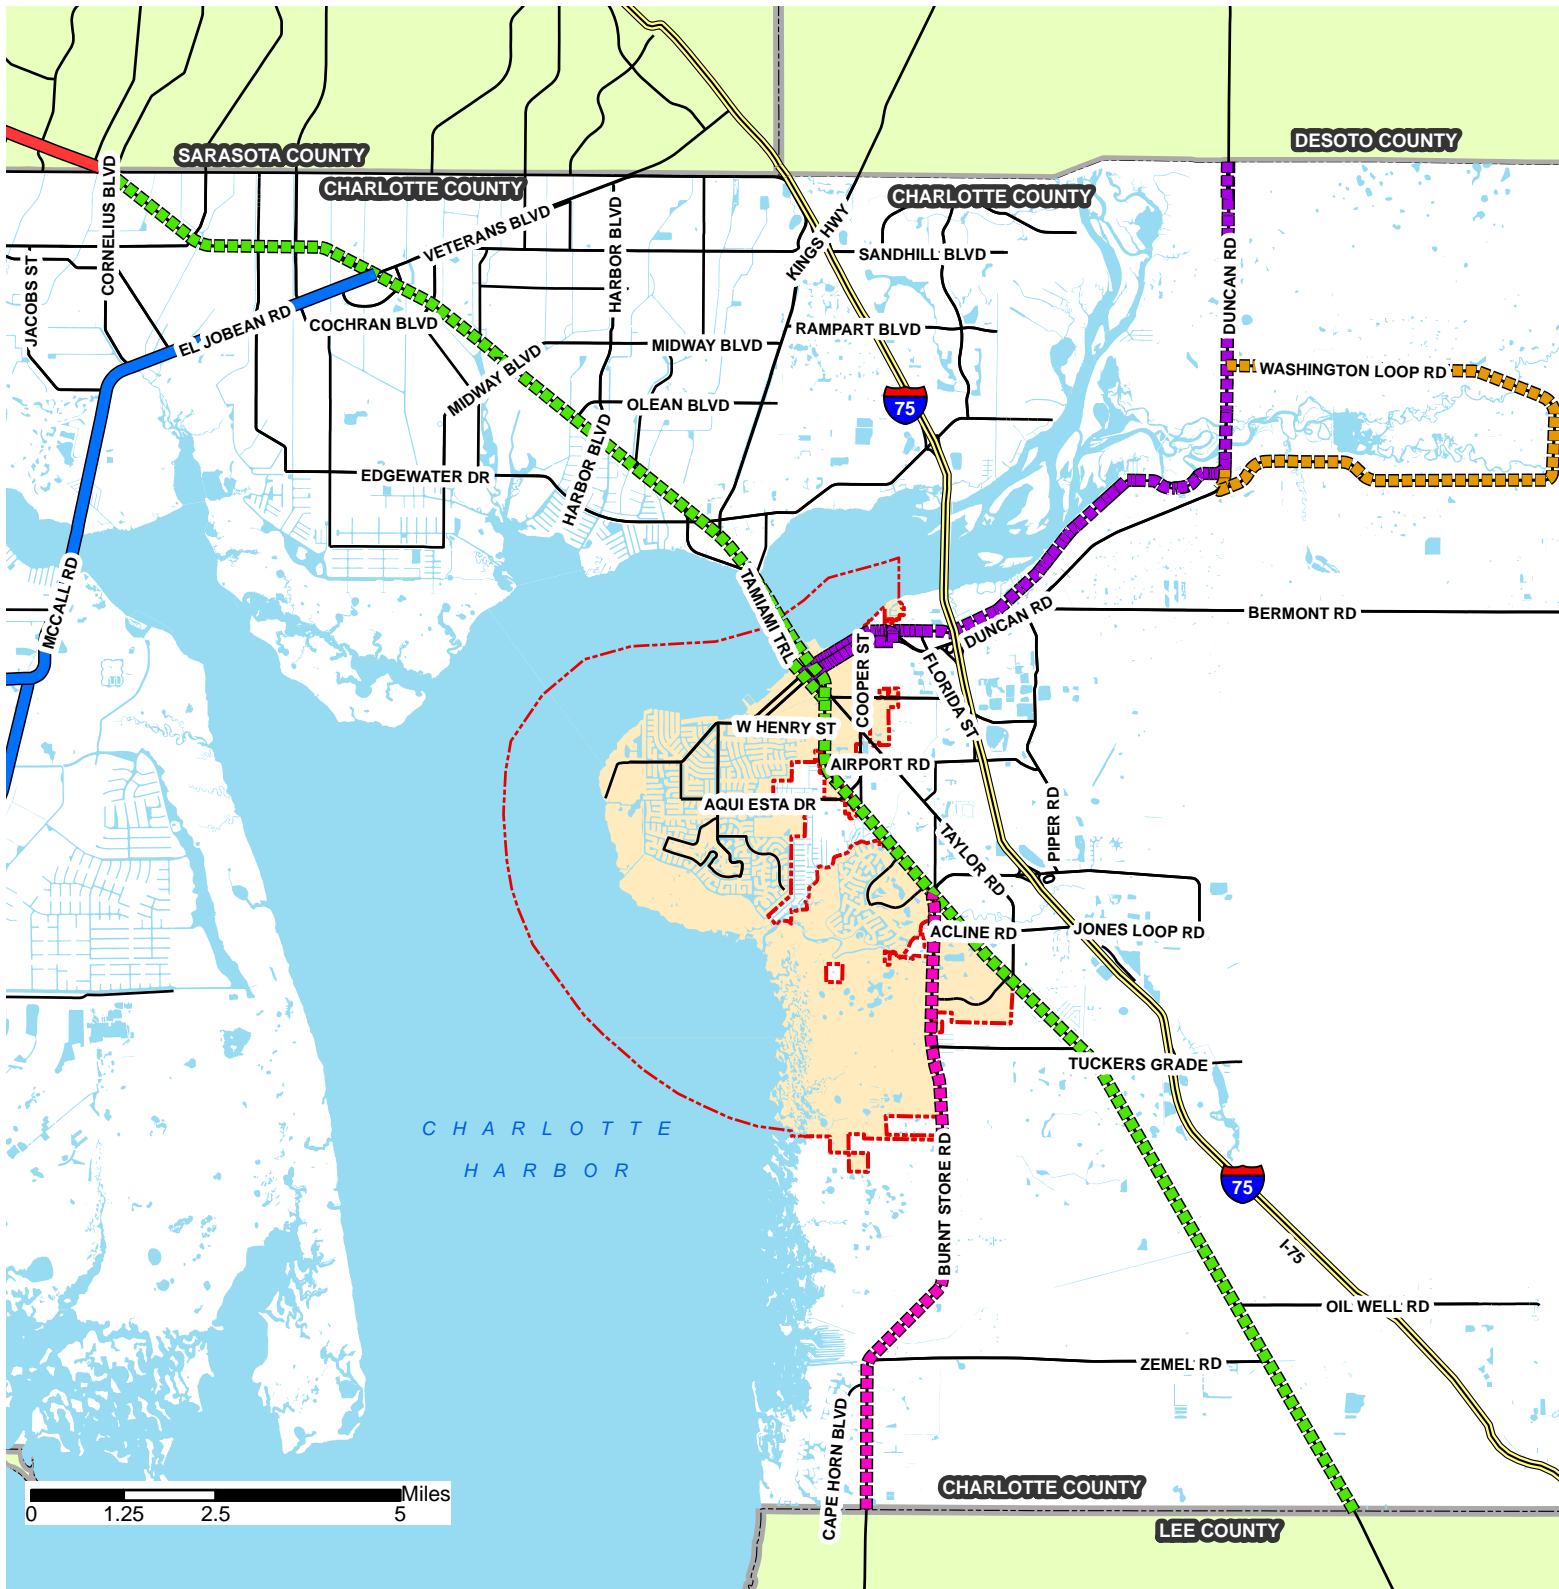 DESOTO COUNTY
SARASOTA COUNTY
CHARLOTTE COUNTY
CHARLOTTE COUNTY
CORNELIUS BLVD
JACOBS ST
VETERANS BLVD
HARBOR BLVD
KINGS HWY
SANDHILL BLVD
DUNCAN RD
EL JOBEAN RD
COCHRAN BLVD
RAMPART BLVD
MIDWAY BLVD
MIDWAY BLVD
WASHINGTON LOOP RD
OLEAN BLVD
75
HARBOR BLVD
EDGEWATER DR
MCCALL RD
TAMIAMI TRL
DUNCAN RD
BERMONT RD
COOPER ST
FLORIDA ST
W HENRY ST
AIRPORT RD
AQUI ESTA DR
PIPER RD
TAYLOR RD
ACLINE RD
JONES LOOP RD
TUCKERS GRADE
CHARLOTTE
HARBOR
BURNT STORE RD
75
I-75
OIL WELL RD
ZEMEL RD
CAPE HORN BLVD
CHARLOTTE COUNTY
LEE COUNTY
Miles
0 1.25 2.5 5